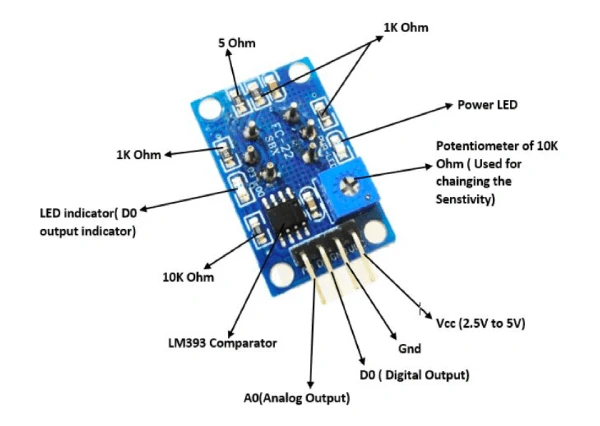 5 Ohm
1K Ohm
Power LED
1K Ohm
Potentiometer of 10K
Ohm ( Used for
chainging the
Senstivity)
FC-22
SBX
LED indicator( D0
output indicator)
10K Ohm
LM393 Comparator
Vcc (2.5V to 5V)
Gnd
D0 ( Digital Output)
A0(Analog Output)